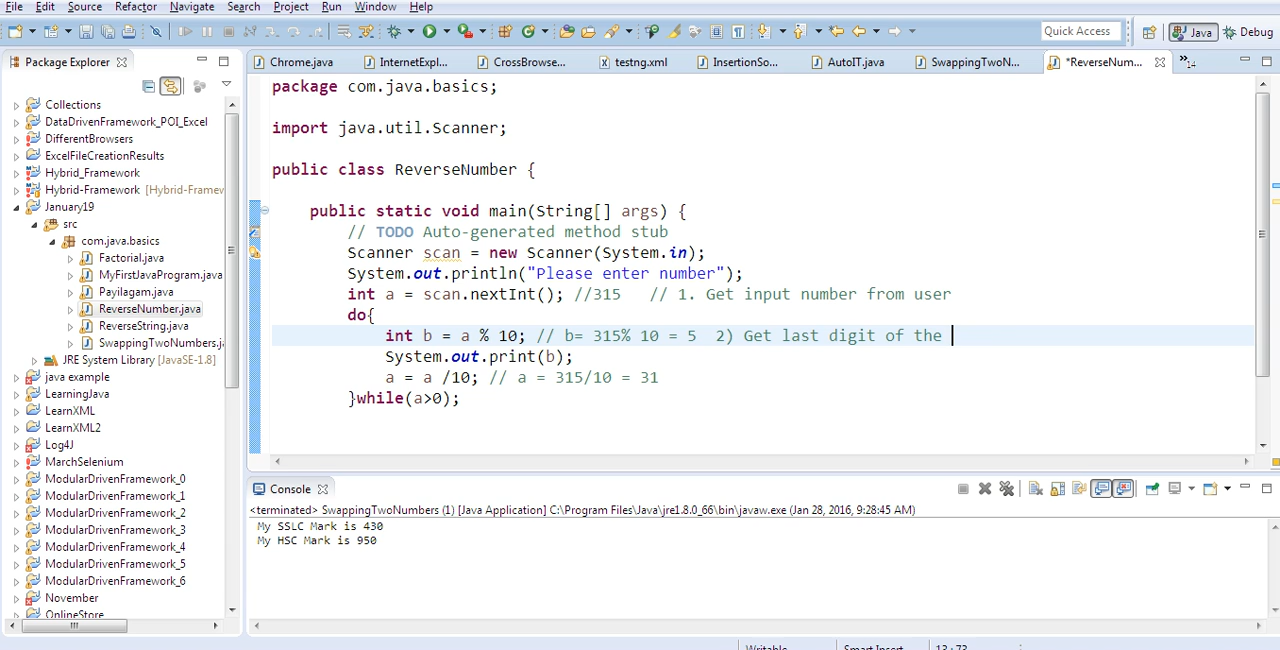 File Edit Source Refactor Navigate Search Project Run Window Help
Quick Access Java Debug
Package Explorer
Chrome.java InternetExpl... CrossBrowse... testng.xml InsertionSo... AutoIT.java SwappingTwoN... *ReverseNum... »14
Collections
DataDrivenFramework_POI_Excel
DifferentBrowsers
ExcelFileCreationResults
Hybrid_Framework
Hybrid-Framework [Hybrid-Framew
January19
src
com.java.basics
Factorial.java
MyFirstJavaProgram.java
Payilagam.java
ReverseNumber.java
ReverseString.java
SwappingTwoNumbers.j
JRE System Library [JavaSE-1.8]
java example
LearningJava
LearnXML
LearnXML2
Log4J
MarchSelenium
ModularDrivenFramework_0
ModularDrivenFramework_1
ModularDrivenFramework_2
ModularDrivenFramework_3
ModularDrivenFramework_4
ModularDrivenFramework_5
ModularDrivenFramework_6
November
OnlineStore
package com.java.basics;
import java.util.Scanner;
public class ReverseNumber {
public static void main(String[] args) {
// TODO Auto-generated method stub
Scanner scan = new Scanner(System.in);
System.out.println("Please enter number");
int a = scan.nextInt(); //315 // 1. Get input number from user
do{
int b = a % 10; // b= 315% 10 = 5 2) Get last digit of the
System.out.print(b);
a = a /10; // a = 315/10 = 31
}while(a>0);
Console
<terminated> SwappingTwoNumbers (1) [Java Application] C:\Program Files\Java\jre1.8.0_66\bin\javaw.exe (Jan 28, 2016, 9:28:45 AM)
My SSLC Mark is 430
My HSC Mark is 950
Writable Smart Insert 13 : 73